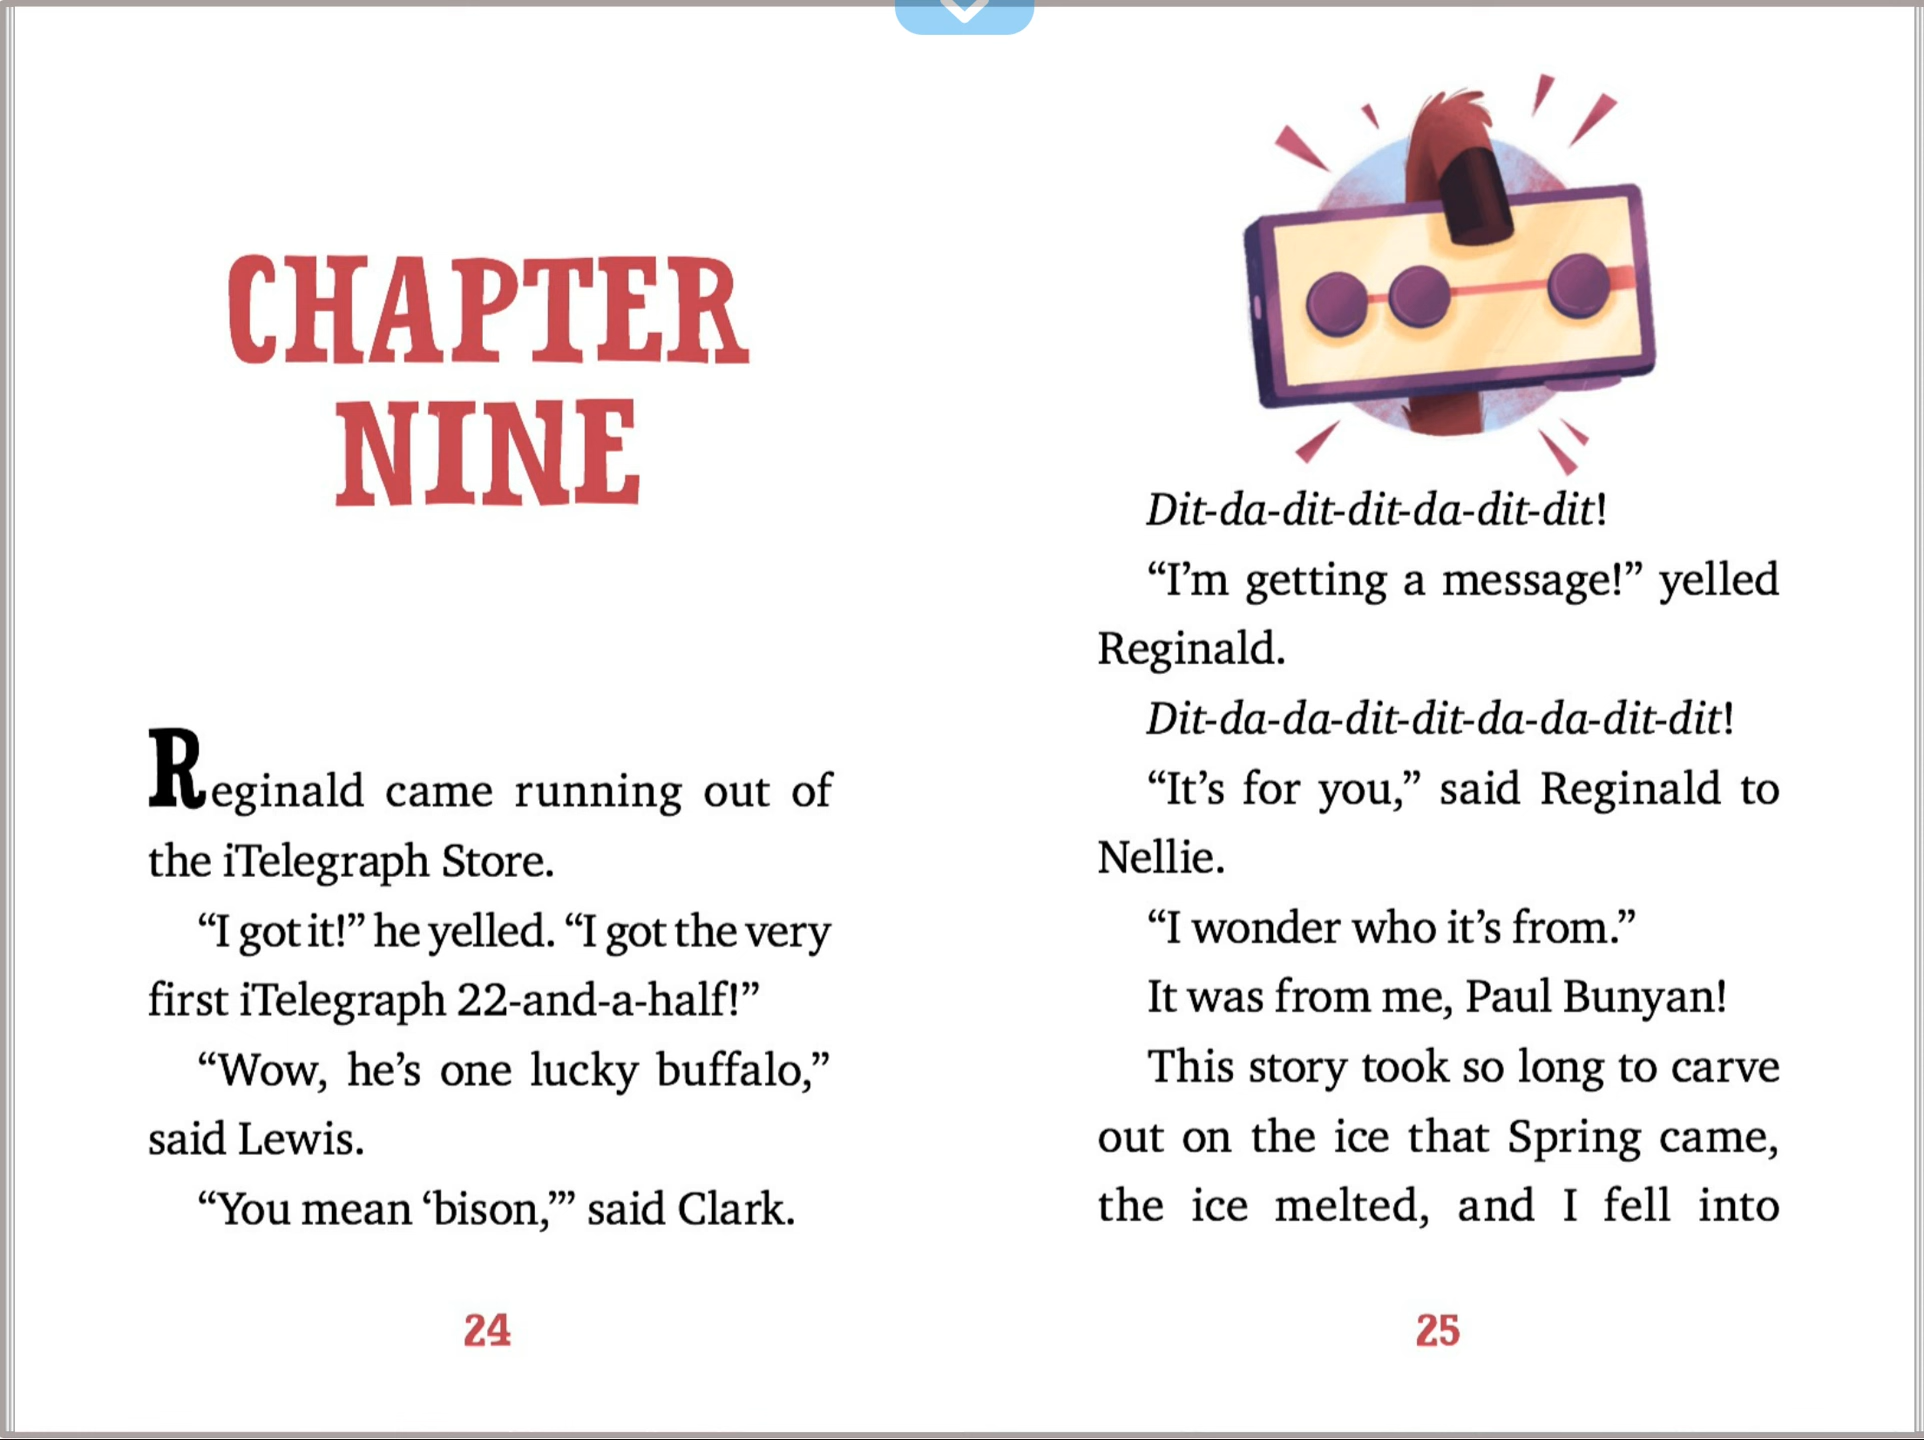 CHAPTER
NINE
Reginald came running out of
the iTelegraph Store.
“I got it!” he yelled. “I got the very
first iTelegraph 22-and-a-half!”
“Wow, he’s one lucky buffalo,”
said Lewis.
“You mean ‘bison,’” said Clark.
24
Dit-da-dit-dit-da-dit-dit!
“I’m getting a message!” yelled
Reginald.
Dit-da-da-dit-dit-da-da-dit-dit!
“It’s for you,” said Reginald to
Nellie.
“I wonder who it’s from.”
It was from me, Paul Bunyan!
This story took so long to carve
out on the ice that Spring came,
the ice melted, and I fell into
25